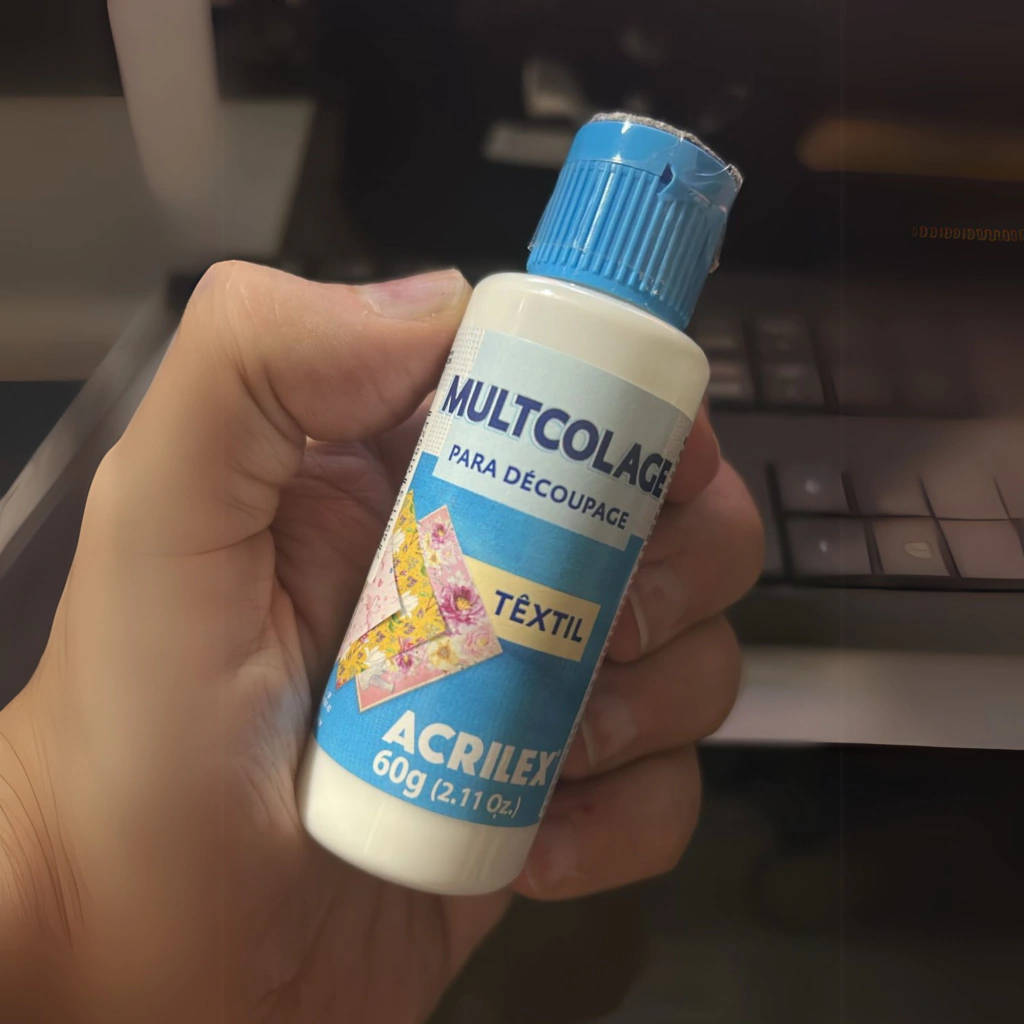 MULTCOLAGE
PARA DÉCOUPAGE
TÊXTIL
ACRILEX
60g (2.11 Oz.)